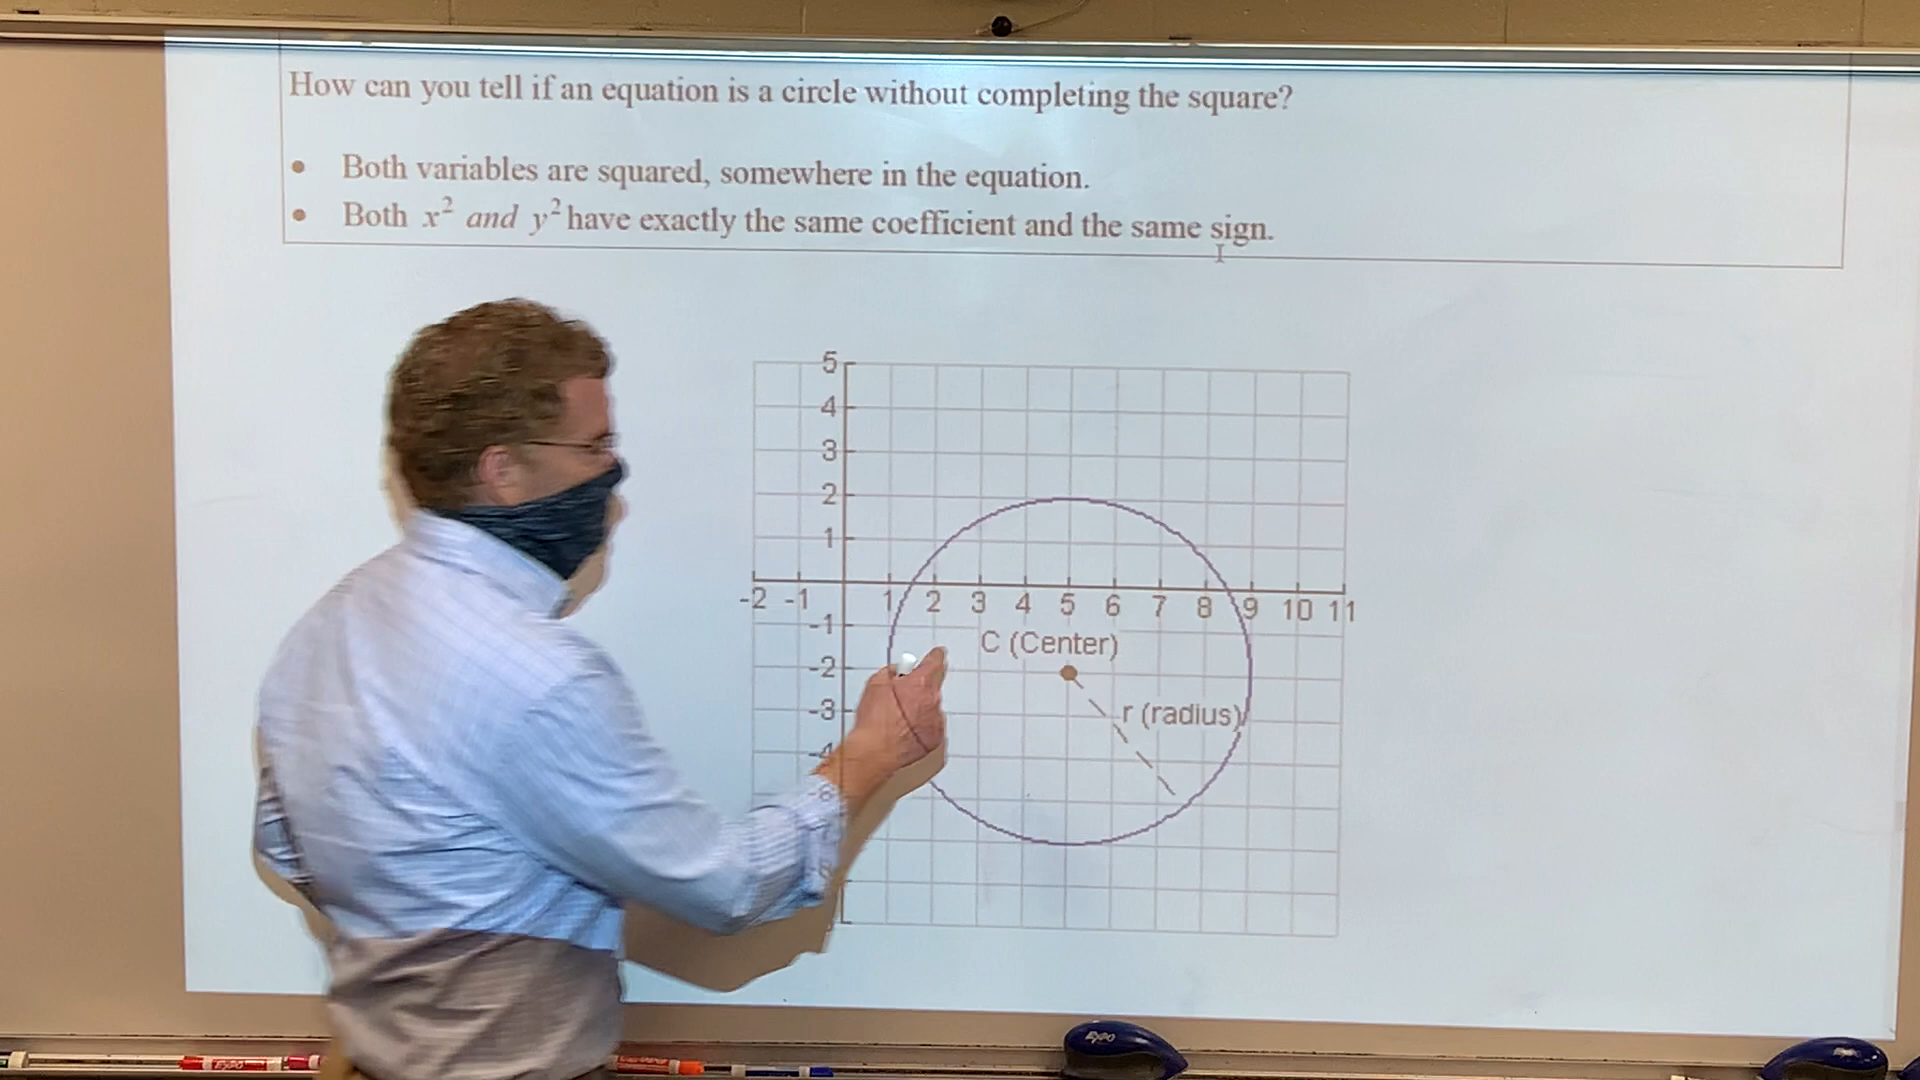 How can you tell if an equation is a circle without completing the square?
• Both variables are squared, somewhere in the equation.
• Both x² and y² have exactly the same coefficient and the same sign.
5
4
3
2
1
-2 -1 1 2 3 4 5 6 7 8 9 10 11
-1
C (Center)
-2
-3
r (radius)
-4
EXPO
EXPO